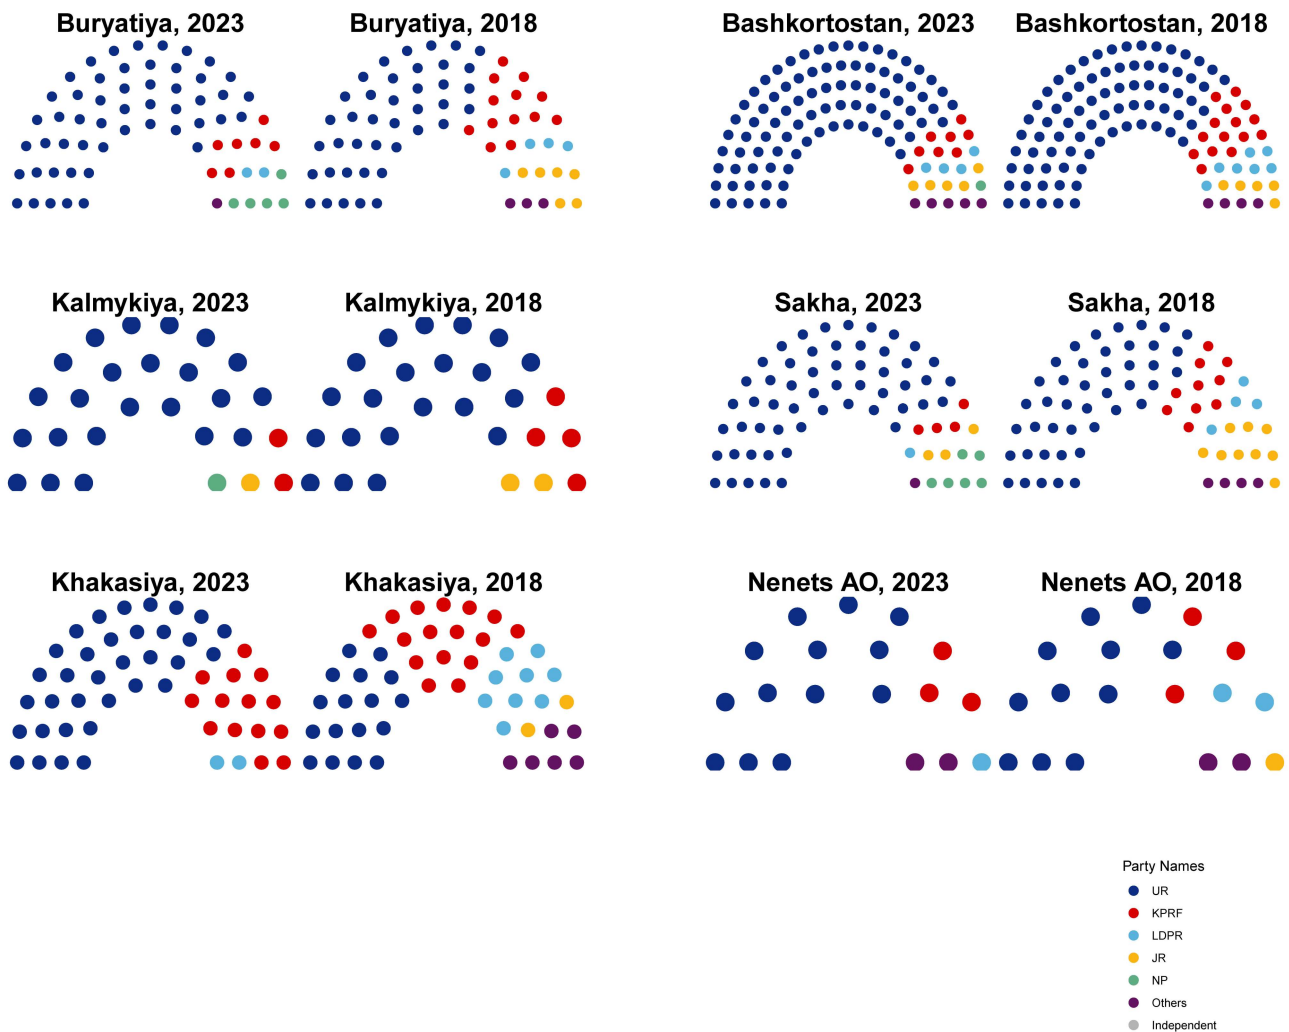 Buryatiya, 2023
Buryatiya, 2018
Bashkortostan, 2023
Bashkortostan, 2018
Kalmykiya, 2023
Kalmykiya, 2018
Sakha, 2023
Sakha, 2018
Khakasiya, 2023
Khakasiya, 2018
Nenets AO, 2023
Nenets AO, 2018
Party Names
UR
KPRF
LDPR
JR
NP
Others
Independent